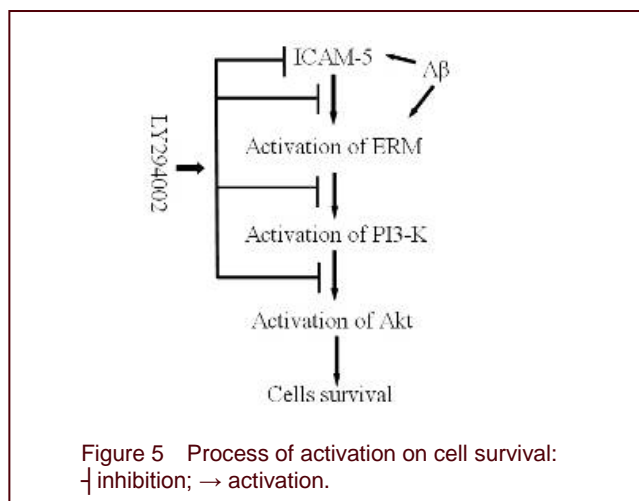 ICAM-5
Aβ
LY294002
Activation of ERM
Activation of PI3-K
Activation of Akt
Cells survival
Figure 5 Process of activation on cell survival:
┤inhibition; → activation.